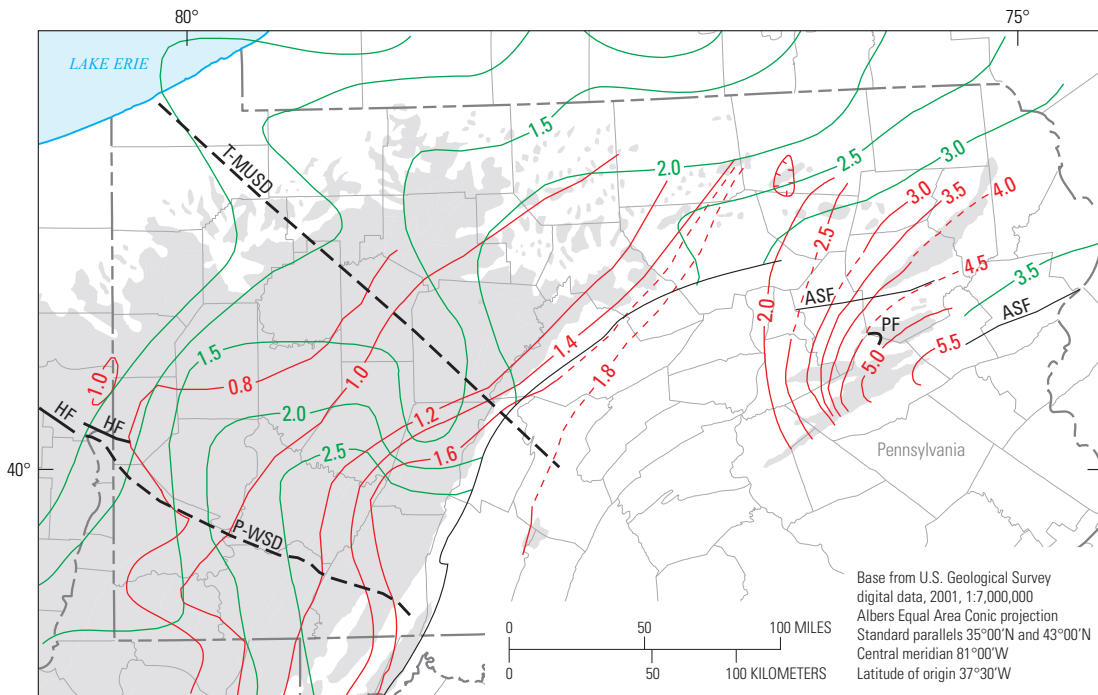 80°
75°
LAKE ERIE
1.5
T-MUSD
2.0
2.5
3.0
3.0
3.5
4.0
2.5
4.5
3.5
2.0
ASF
ASF
PF
1.5
1.4
1.0
1.0
0.8
1.8
5.0
5.5
HF
HF
2.0
1.2
2.5
1.6
Pennsylvania
40°
P-WSD
Base from U.S. Geological Survey
digital data, 2001, 1:7,000,000
Albers Equal Area Conic projection
Standard parallels 35°00'N and 43°00'N
Central meridian 81°00'W
Latitude of origin 37°30'W
0 50 100 MILES
0 50 100 KILOMETERS